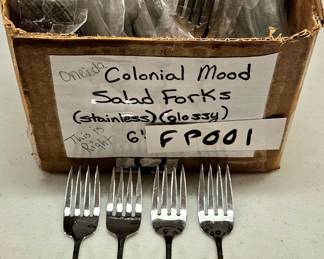 Oneida
Colonial Mood
Salad Forks
(stainless) (glossy)
This is
Right
6"
FP001